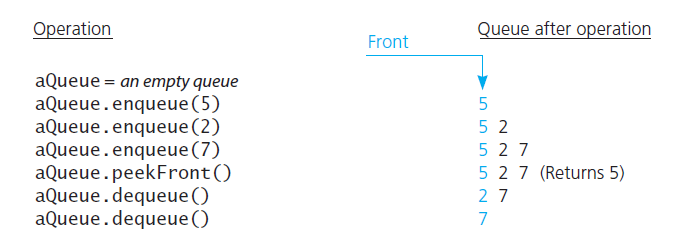 Operation Queue after operation
Front
aQueue = an empty queue
aQueue.enqueue(5) 5
aQueue.enqueue(2) 5 2
aQueue.enqueue(7) 5 2 7
aQueue.peekFront() 5 2 7 (Returns 5)
aQueue.dequeue() 2 7
aQueue.dequeue() 7